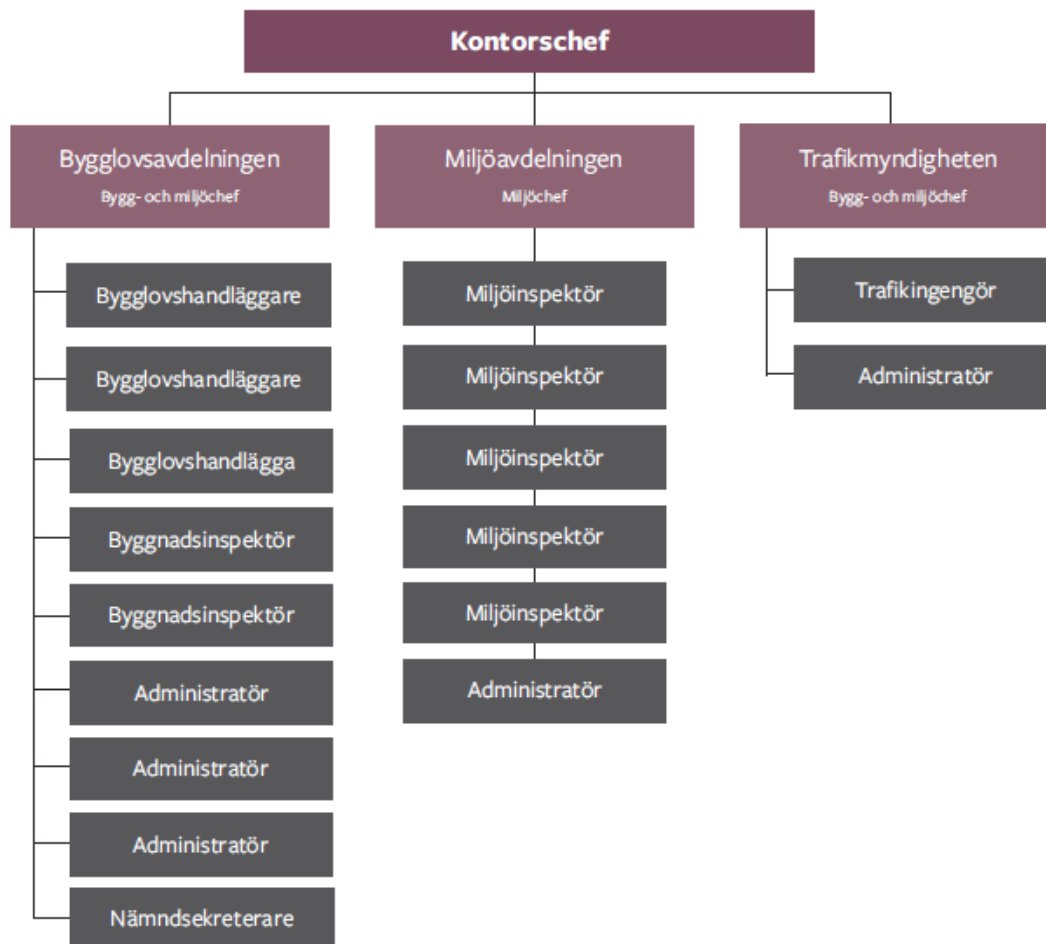 Kontorschef
Bygglovsavdelningen
Bygg- och miljöchef
Bygglovshandläggare
Bygglovshandläggare
Bygglovshandlägga
Byggnadsinspektör
Byggnadsinspektör
Administratör
Administratör
Administratör
Nämndsekreterare
Miljöavdelningen
Miljöchef
Miljöinspektör
Miljöinspektör
Miljöinspektör
Miljöinspektör
Miljöinspektör
Administratör
Trafikmyndigheten
Bygg- och miljöchef
Trafikingengör
Administratör